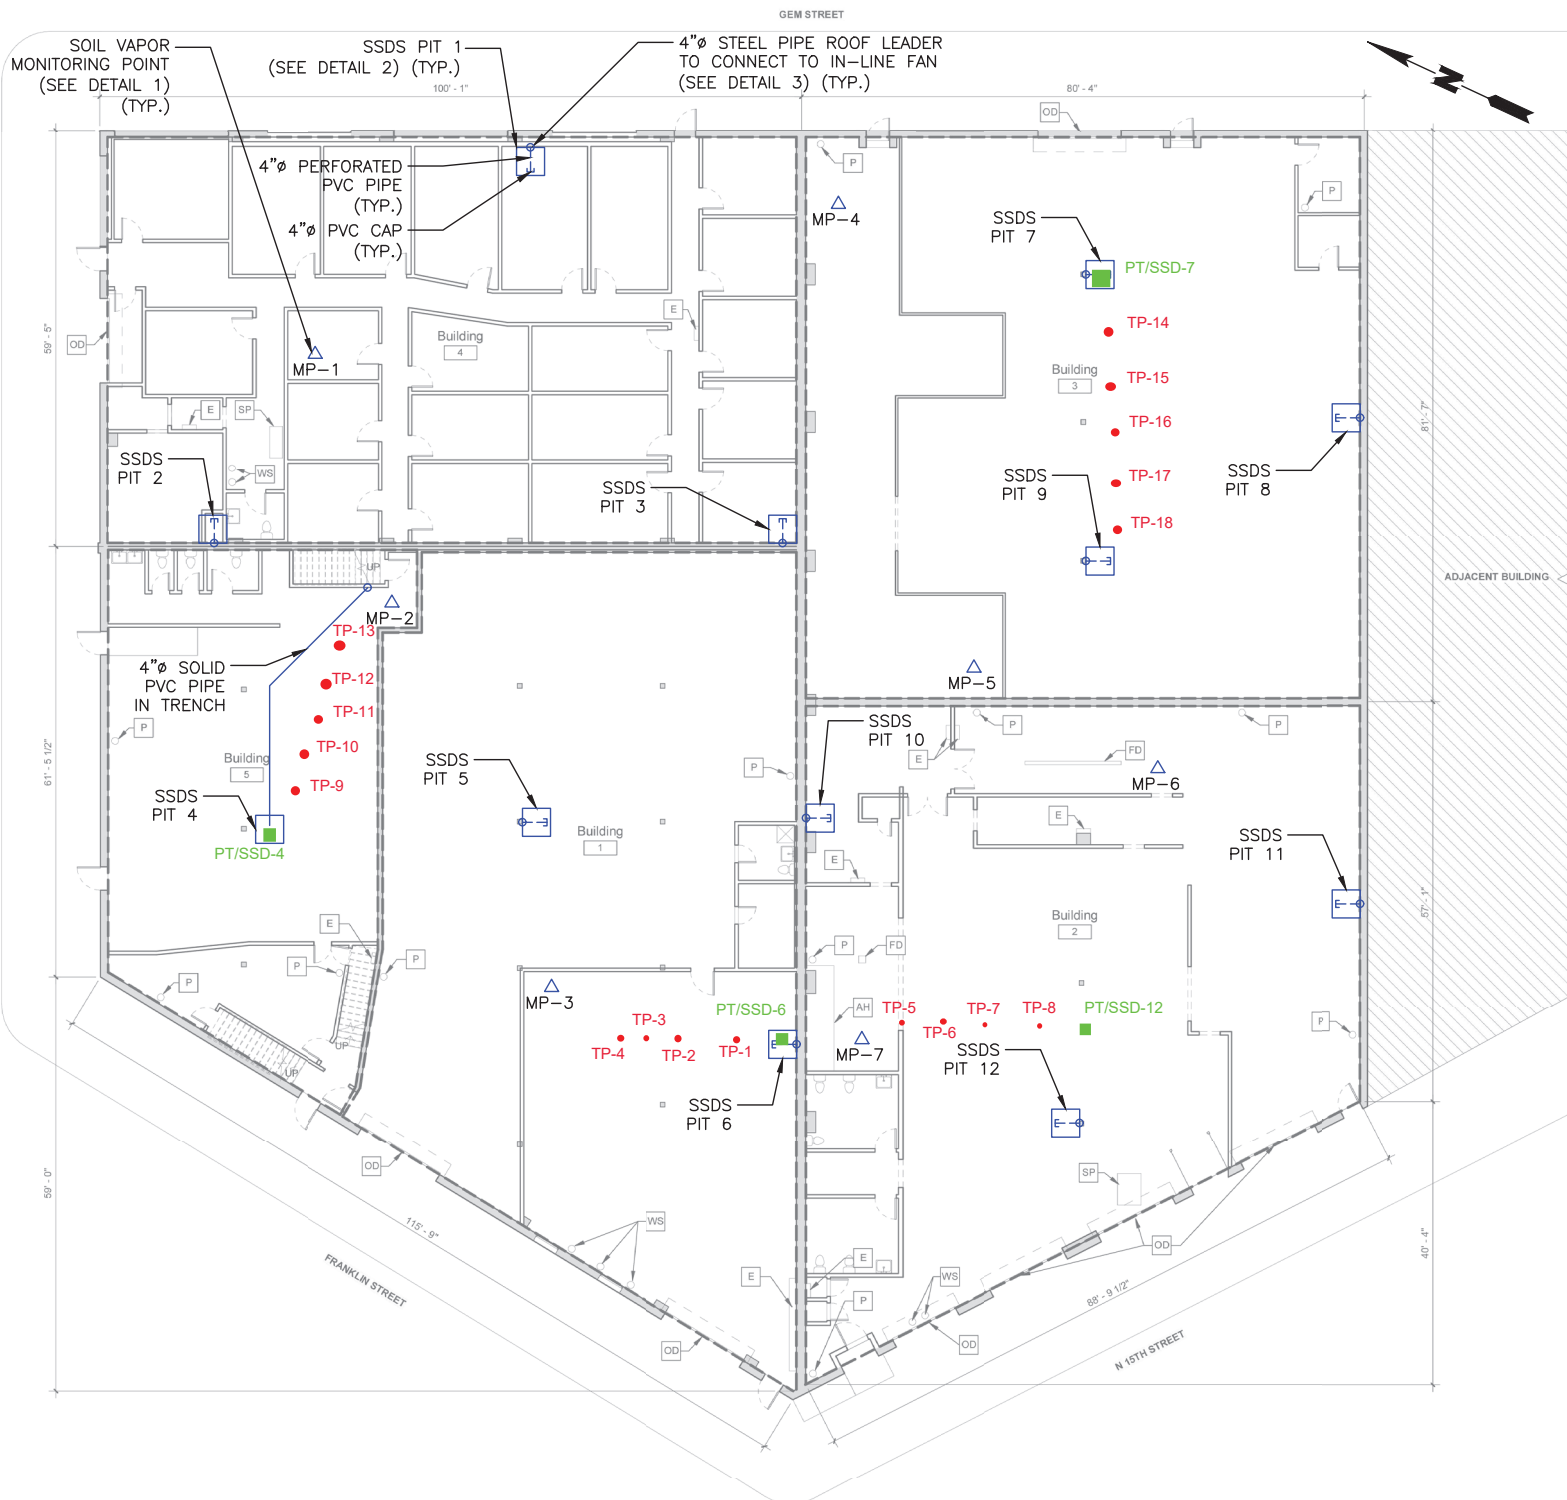 GEM STREET
SOIL VAPOR
MONITORING POINT
(SEE DETAIL 1)
(TYP.)
SSDS PIT 1
(SEE DETAIL 2) (TYP.)
4"ø STEEL PIPE ROOF LEADER
TO CONNECT TO IN-LINE FAN
(SEE DETAIL 3) (TYP.)
N
100' - 1"
80' - 4"
OD
4"ø PERFORATED
PVC PIPE
(TYP.)
4"ø PVC CAP
(TYP.)
P
MP-4
P
SSDS
PIT 7
PT/SSD-7
59' - 5"
OD
E
Building
4
MP-1
TP-14
Building
3
TP-15
TP-16
TP-17
TP-18
81' - 7"
E
SP
WS
SSDS
PIT 2
SSDS
PIT 3
SSDS
PIT 9
SSDS
PIT 8
ADJACENT BUILDING
UP
MP-2
TP-13
TP-12
TP-11
TP-10
TP-9
4"ø SOLID
PVC PIPE
IN TRENCH
P
Building
5
61' - 5 1/2"
SSDS
PIT 4
PT/SSD-4
SSDS
PIT 5
Building
1
P
MP-5
SSDS
PIT 10
P
P
E
FD
MP-6
E
E
SSDS
PIT 11
57' - 1"
Building
2
E
P
P
P
UP
UP
MP-3
PT/SSD-6
TP-3
TP-4
TP-2
TP-1
SSDS
PIT 6
P
FD
AH
MP-7
TP-5
TP-6
TP-7
TP-8
PT/SSD-12
SSDS
PIT 12
P
59' - 0"
OD
115' - 9"
FRANKLIN STREET
WS
E
OD
SP
OD
E
P
WS
OD
88' - 9 1/2"
N 15TH STREET
40' - 4"